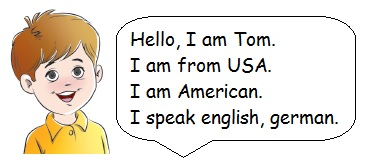 Hello, I am Tom.
I am from USA.
I am American.
I speak english, german.